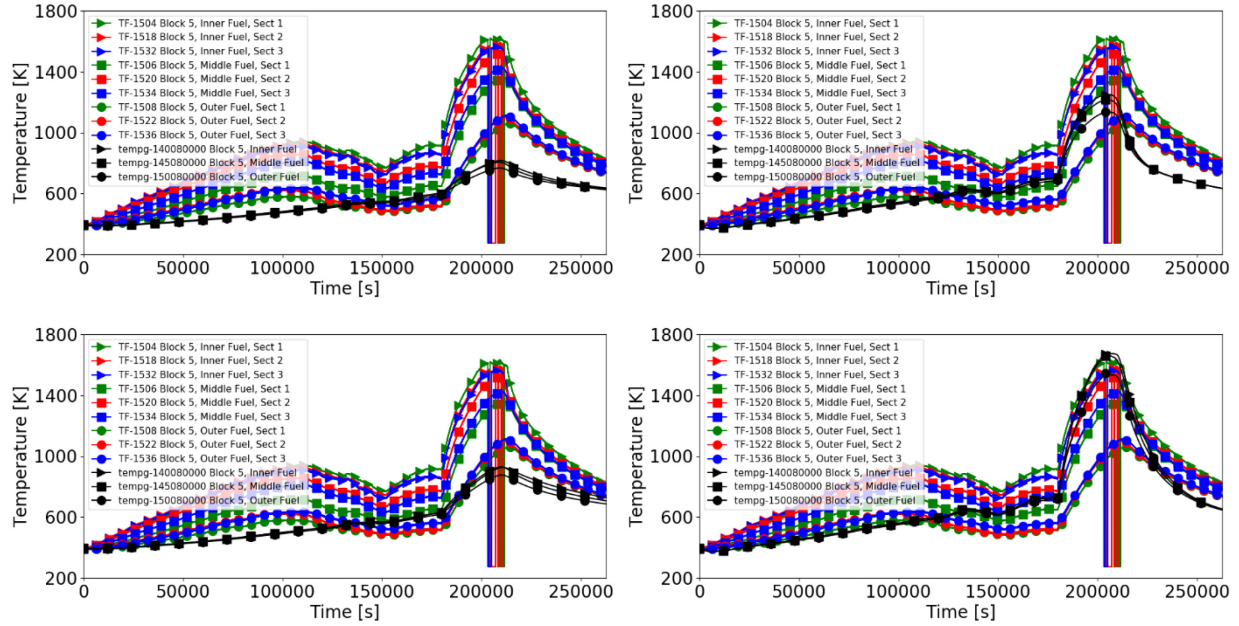 1800
1400
1000
600
200
Temperature [K]
TF-1504 Block 5, Inner Fuel, Sect 1
TF-1518 Block 5, Inner Fuel, Sect 2
TF-1532 Block 5, Inner Fuel, Sect 3
TF-1506 Block 5, Middle Fuel, Sect 1
TF-1520 Block 5, Middle Fuel, Sect 2
TF-1534 Block 5, Middle Fuel, Sect 3
TF-1508 Block 5, Outer Fuel, Sect 1
TF-1522 Block 5, Outer Fuel, Sect 2
TF-1536 Block 5, Outer Fuel, Sect 3
tempg-140080000 Block 5, Inner Fuel
tempg-145080000 Block 5, Middle Fuel
tempg-150080000 Block 5, Outer Fuel
0 50000 100000 150000 200000 250000
Time [s]
1800
1400
1000
600
200
Temperature [K]
TF-1504 Block 5, Inner Fuel, Sect 1
TF-1518 Block 5, Inner Fuel, Sect 2
TF-1532 Block 5, Inner Fuel, Sect 3
TF-1506 Block 5, Middle Fuel, Sect 1
TF-1520 Block 5, Middle Fuel, Sect 2
TF-1534 Block 5, Middle Fuel, Sect 3
TF-1508 Block 5, Outer Fuel, Sect 1
TF-1522 Block 5, Outer Fuel, Sect 2
TF-1536 Block 5, Outer Fuel, Sect 3
tempg-140080000 Block 5, Inner Fuel
tempg-145080000 Block 5, Middle Fuel
tempg-150080000 Block 5, Outer Fuel
0 50000 100000 150000 200000 250000
Time [s]
1800
1400
1000
600
200
Temperature [K]
TF-1504 Block 5, Inner Fuel, Sect 1
TF-1518 Block 5, Inner Fuel, Sect 2
TF-1532 Block 5, Inner Fuel, Sect 3
TF-1506 Block 5, Middle Fuel, Sect 1
TF-1520 Block 5, Middle Fuel, Sect 2
TF-1534 Block 5, Middle Fuel, Sect 3
TF-1508 Block 5, Outer Fuel, Sect 1
TF-1522 Block 5, Outer Fuel, Sect 2
TF-1536 Block 5, Outer Fuel, Sect 3
tempg-140080000 Block 5, Inner Fuel
tempg-145080000 Block 5, Middle Fuel
tempg-150080000 Block 5, Outer Fuel
0 50000 100000 150000 200000 250000
Time [s]
1800
1400
1000
600
200
Temperature [K]
TF-1504 Block 5, Inner Fuel, Sect 1
TF-1518 Block 5, Inner Fuel, Sect 2
TF-1532 Block 5, Inner Fuel, Sect 3
TF-1506 Block 5, Middle Fuel, Sect 1
TF-1520 Block 5, Middle Fuel, Sect 2
TF-1534 Block 5, Middle Fuel, Sect 3
TF-1508 Block 5, Outer Fuel, Sect 1
TF-1522 Block 5, Outer Fuel, Sect 2
TF-1536 Block 5, Outer Fuel, Sect 3
tempg-140080000 Block 5, Inner Fuel
tempg-145080000 Block 5, Middle Fuel
tempg-150080000 Block 5, Outer Fuel
0 50000 100000 150000 200000 250000
Time [s]